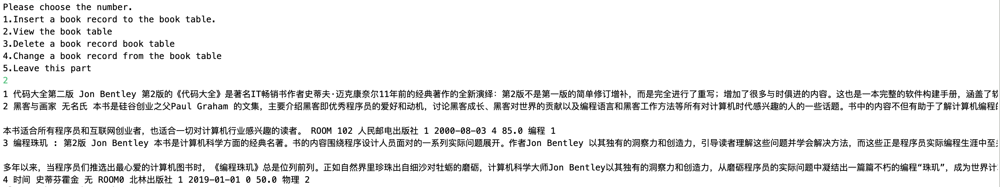 Please choose the number.
1.Insert a book record to the book table.
2.View the book table
3.Delete a book record book table
4.Change a book record from the book table
5.Leave this part
2
1 代码大全第二版 Jon Bentley 第2版的《代码大全》是著名IT畅销书作者史蒂夫·迈克康奈尔11年前的经典著作的全新演绎：第2版不是第一版的简单修订增补，而是完全进行了重写；增加了很多与时俱进的内容。这也是一本完整的软件构建手册，涵盖了软
2 黑客与画家 无名氏 本书是硅谷创业之父Paul Graham 的文集，主要介绍黑客即优秀程序员的爱好和动机，讨论黑客成长、黑客对世界的贡献以及编程语言和黑客工作方法等所有对计算机时代感兴趣的人的一些话题。书中的内容不但有助于了解计算机编程
本书适合所有程序员和互联网创业者，也适合一切对计算机行业感兴趣的读者。 ROOM 102 人民邮电出版社 1 2000-08-03 4 85.0 编程 1
3 编程珠玑 : 第2版 Jon Bentley 本书是计算机科学方面的经典名著。书的内容围绕程序设计人员面对的一系列实际问题展开。作者Jon Bentley 以其独有的洞察力和创造力，引导读者理解这些问题并学会解决方法，而这些正是程序员实际编程生涯中至
多年以来，当程序员们推选出最心爱的计算机图书时，《编程珠玑》总是位列前列。正如自然界里珍珠出自细沙对牡蛎的磨砺，计算机科学大师Jon Bentley以其独有的洞察力和创造力，从磨砺程序员的实际问题中凝结出一篇篇不朽的编程“珠玑”，成为世界计
4 时间 史蒂芬霍金 无 ROOM0 北林出版社 1 2019-01-01 0 50.0 物理 2